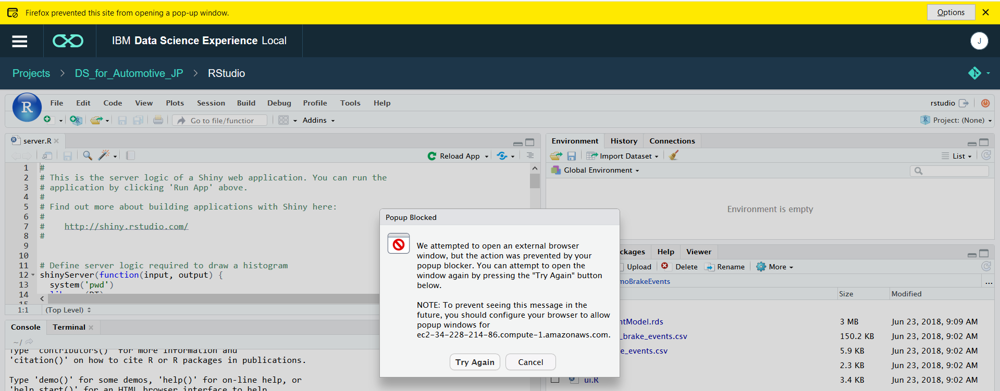 Firefox prevented this site from opening a pop-up window.
Options
IBM Data Science Experience Local
J
Projects > DS_for_Automotive_JP > RStudio
R
File Edit Code View Plots Session Build Debug Profile Tools Help
rstudio
Go to file/function
Addins
Project: (None)
server.R
Reload App
1 #
2 # This is the server logic of a Shiny web application. You can run the
3 # application by clicking 'Run App' above.
4 #
5 # Find out more about building applications with Shiny here:
6 #
7 #    http://shiny.rstudio.com/
8 #
9
10
11 # Define server logic required to draw a histogram
12 shinyServer(function(input, output) {
13   system('pwd')
14
15
1:1 (Top Level)
Console Terminal
~/
Type 'contributors()' for more information and
'citation()' on how to cite R or R packages in publications.
Type 'demo()' for some demos, 'help()' for on-line help, or
'help.start()' for an HTML browser interface to help.
Environment History Connections
Import Dataset
List
Global Environment
Environment is empty
ckages Help Viewer
Upload Delete Rename More
moBrakeEvents
...
Size Modified
ntModel.rds 3 MB Jun 23, 2018, 9:09 AM
_brake_events.csv 150.2 KB Jun 23, 2018, 9:02 AM
e_events.csv 5.9 KB Jun 23, 2018, 9:02 AM
2.3 KB Jun 23, 2018, 9:02 AM
ui.R 3.4 KB Jun 23, 2018, 9:02 AM
Popup Blocked
We attempted to open an external browser
window, but the action was prevented by your
popup blocker. You can attempt to open the
window again by pressing the "Try Again" button
below.
NOTE: To prevent seeing this message in the
future, you should configure your browser to allow
popup windows for
ec2-34-228-214-86.compute-1.amazonaws.com.
Try Again
Cancel